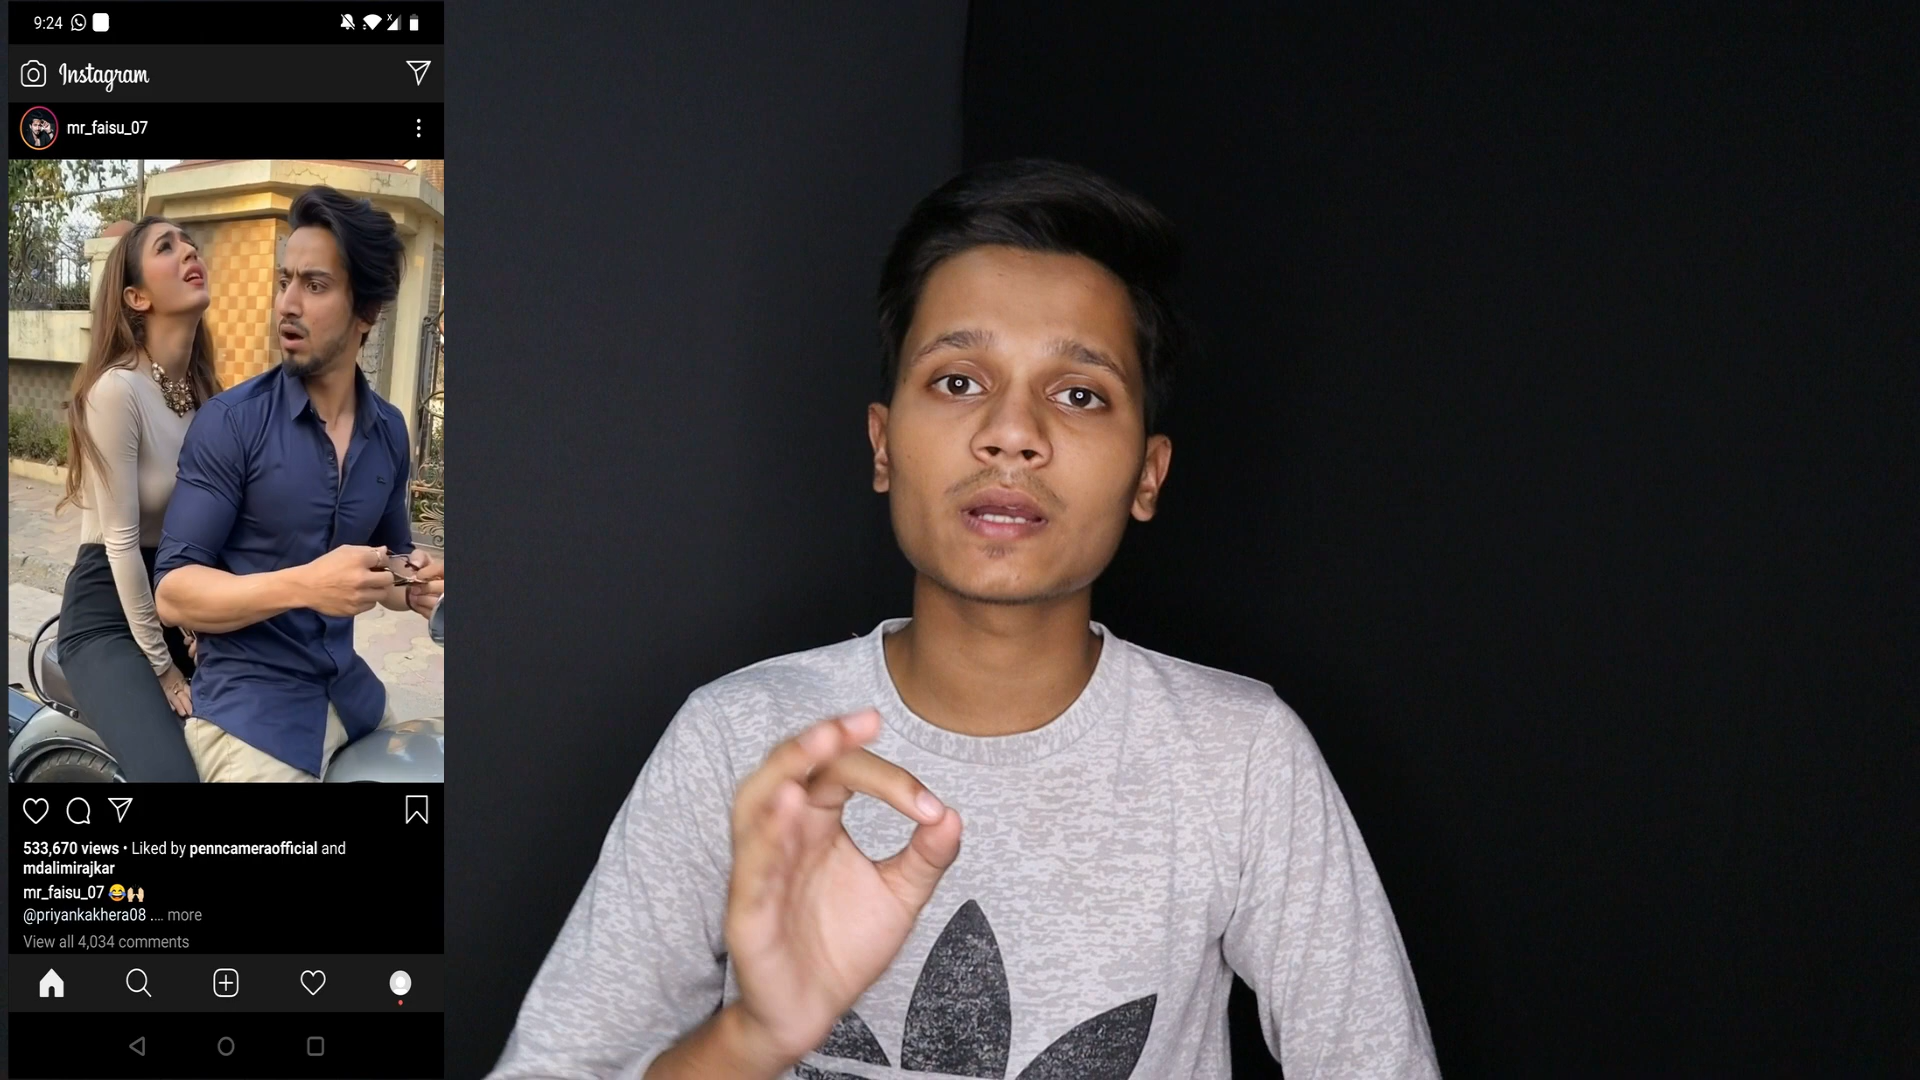 9:24
Instagram
mr_faisu_07
533,670 views • Liked by penncameraofficial and
mdalimirajkar
mr_faisu_07 😂🙌🏻
@priyankakhera08 .... more
View all 4,034 comments